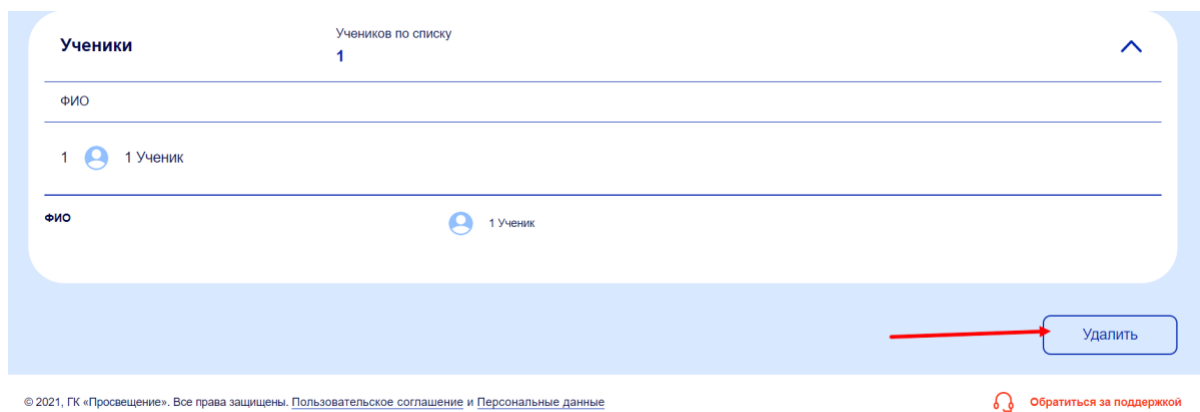 Ученики
Учеников по списку
1
ФИО
1 1 Ученик
ФИО 1 Ученик
Удалить
© 2021, ГК «Просвещение». Все права защищены. Пользовательское соглашение и Персональные данные
Обратиться за поддержкой